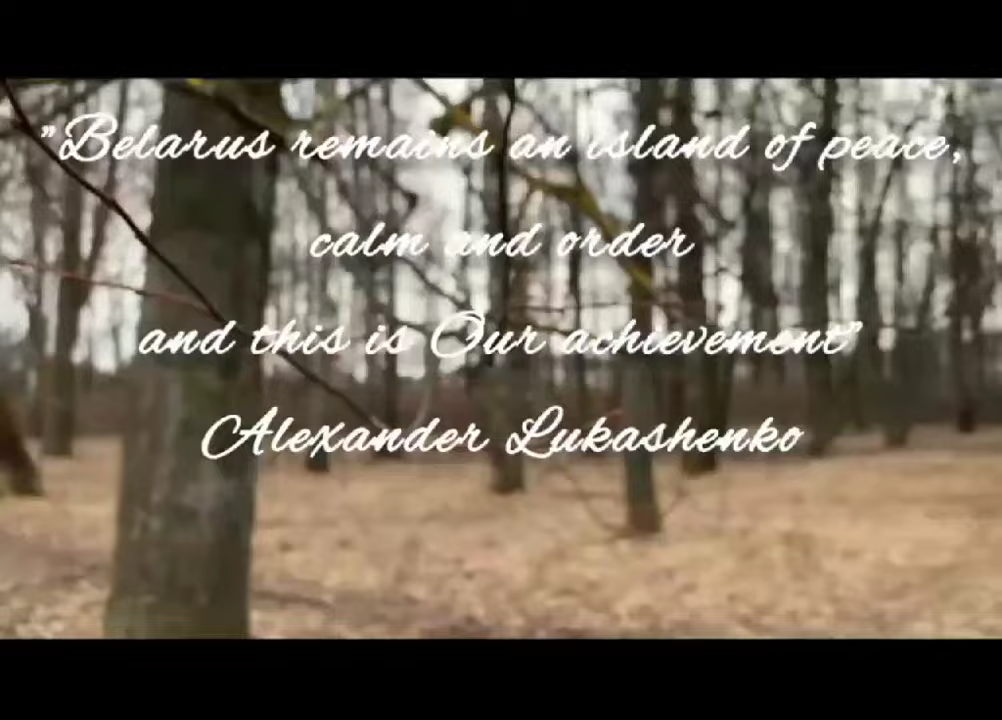 "Belarus remains an island of peace,
calm and order
and this is Our achievement"
Alexander Lukashenko